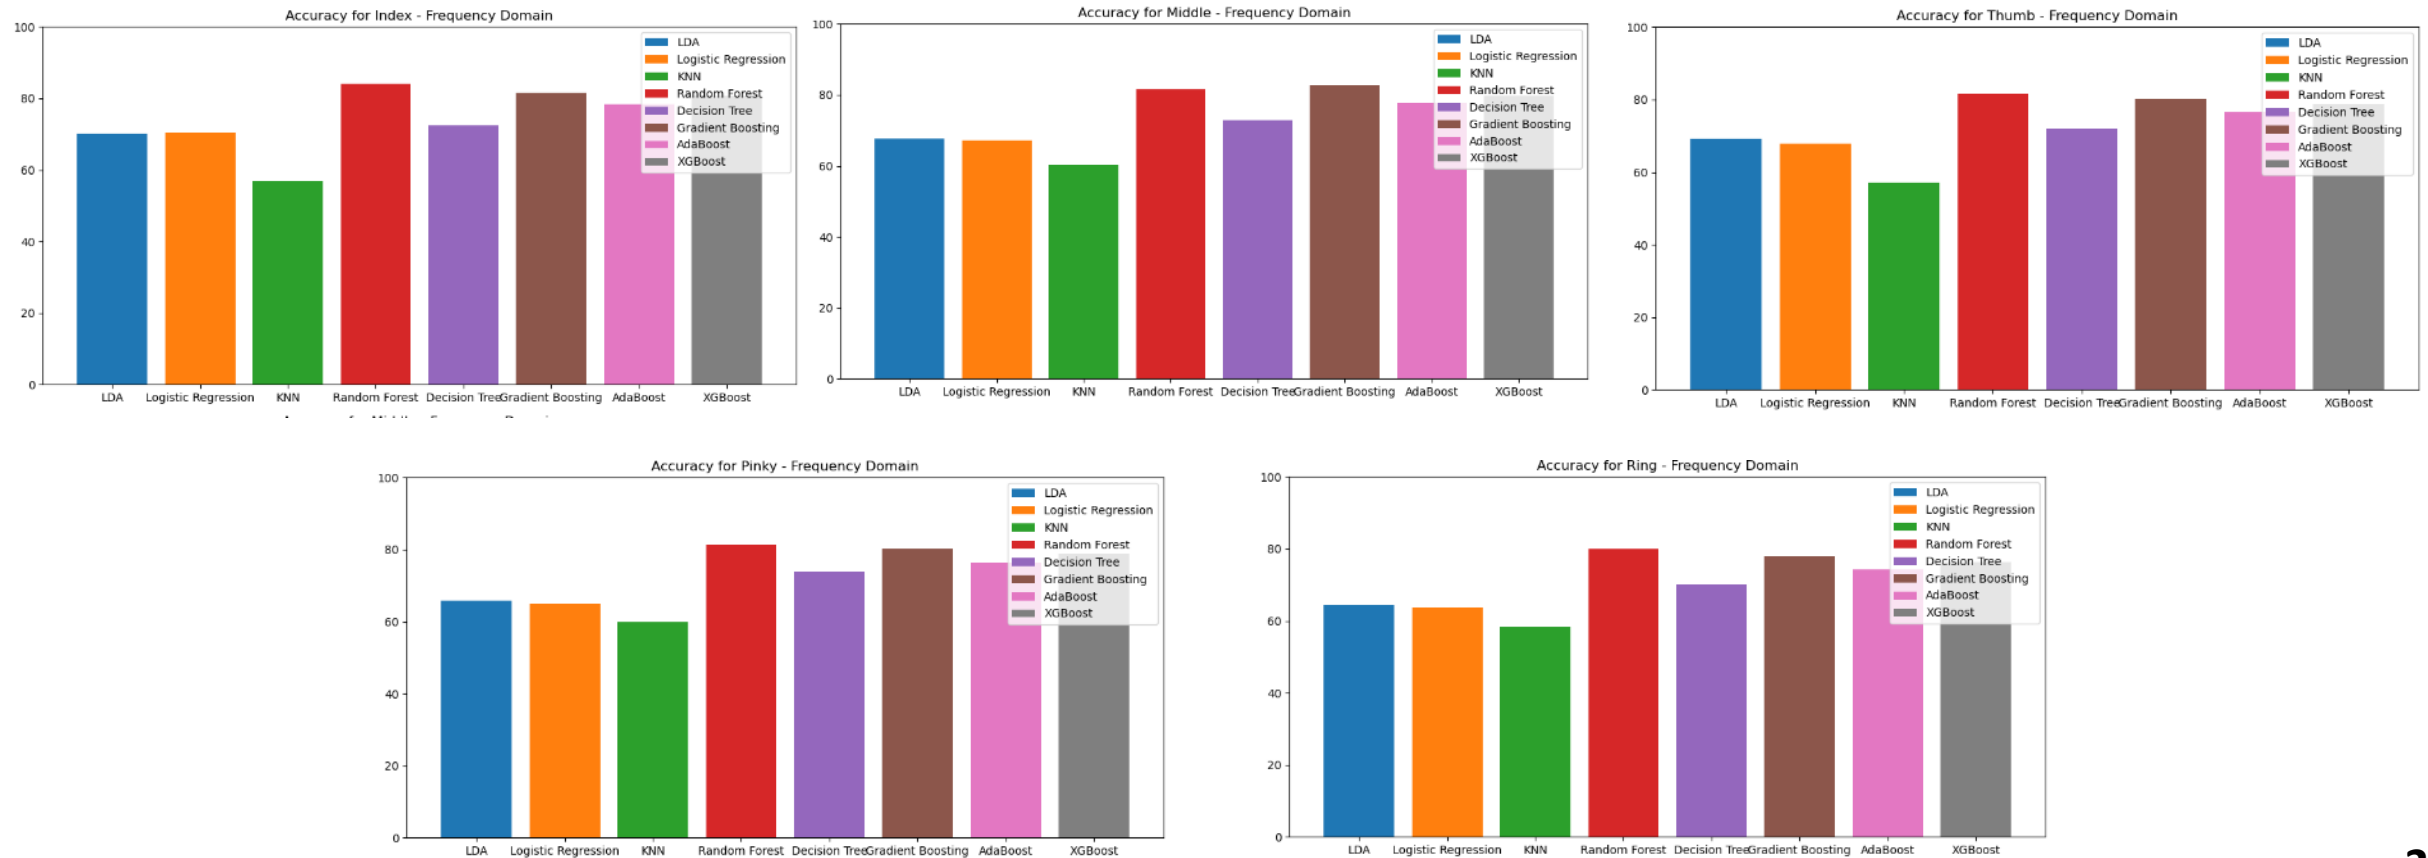 Accuracy for Index - Frequency Domain
100
80
60
40
20
0
LDA
Logistic Regression
KNN
Random Forest
Decision Tree
Gradient Boosting
AdaBoost
XGBoost
LDA Logistic Regression KNN Random Forest Decision Tree Gradient Boosting AdaBoost XGBoost
Accuracy for Middle - Frequency Domain
100
80
60
40
20
0
LDA
Logistic Regression
KNN
Random Forest
Decision Tree
Gradient Boosting
AdaBoost
XGBoost
LDA Logistic Regression KNN Random Forest Decision Tree Gradient Boosting AdaBoost XGBoost
Accuracy for Thumb - Frequency Domain
100
80
60
40
20
0
LDA
Logistic Regression
KNN
Random Forest
Decision Tree
Gradient Boosting
AdaBoost
XGBoost
LDA Logistic Regression KNN Random Forest Decision Tree Gradient Boosting AdaBoost XGBoost
Accuracy for Pinky - Frequency Domain
100
80
60
40
20
0
LDA
Logistic Regression
KNN
Random Forest
Decision Tree
Gradient Boosting
AdaBoost
XGBoost
LDA Logistic Regression KNN Random Forest Decision Tree Gradient Boosting AdaBoost XGBoost
Accuracy for Ring - Frequency Domain
100
80
60
40
20
0
LDA
Logistic Regression
KNN
Random Forest
Decision Tree
Gradient Boosting
AdaBoost
XGBoost
LDA Logistic Regression KNN Random Forest Decision Tree Gradient Boosting AdaBoost XGBoost